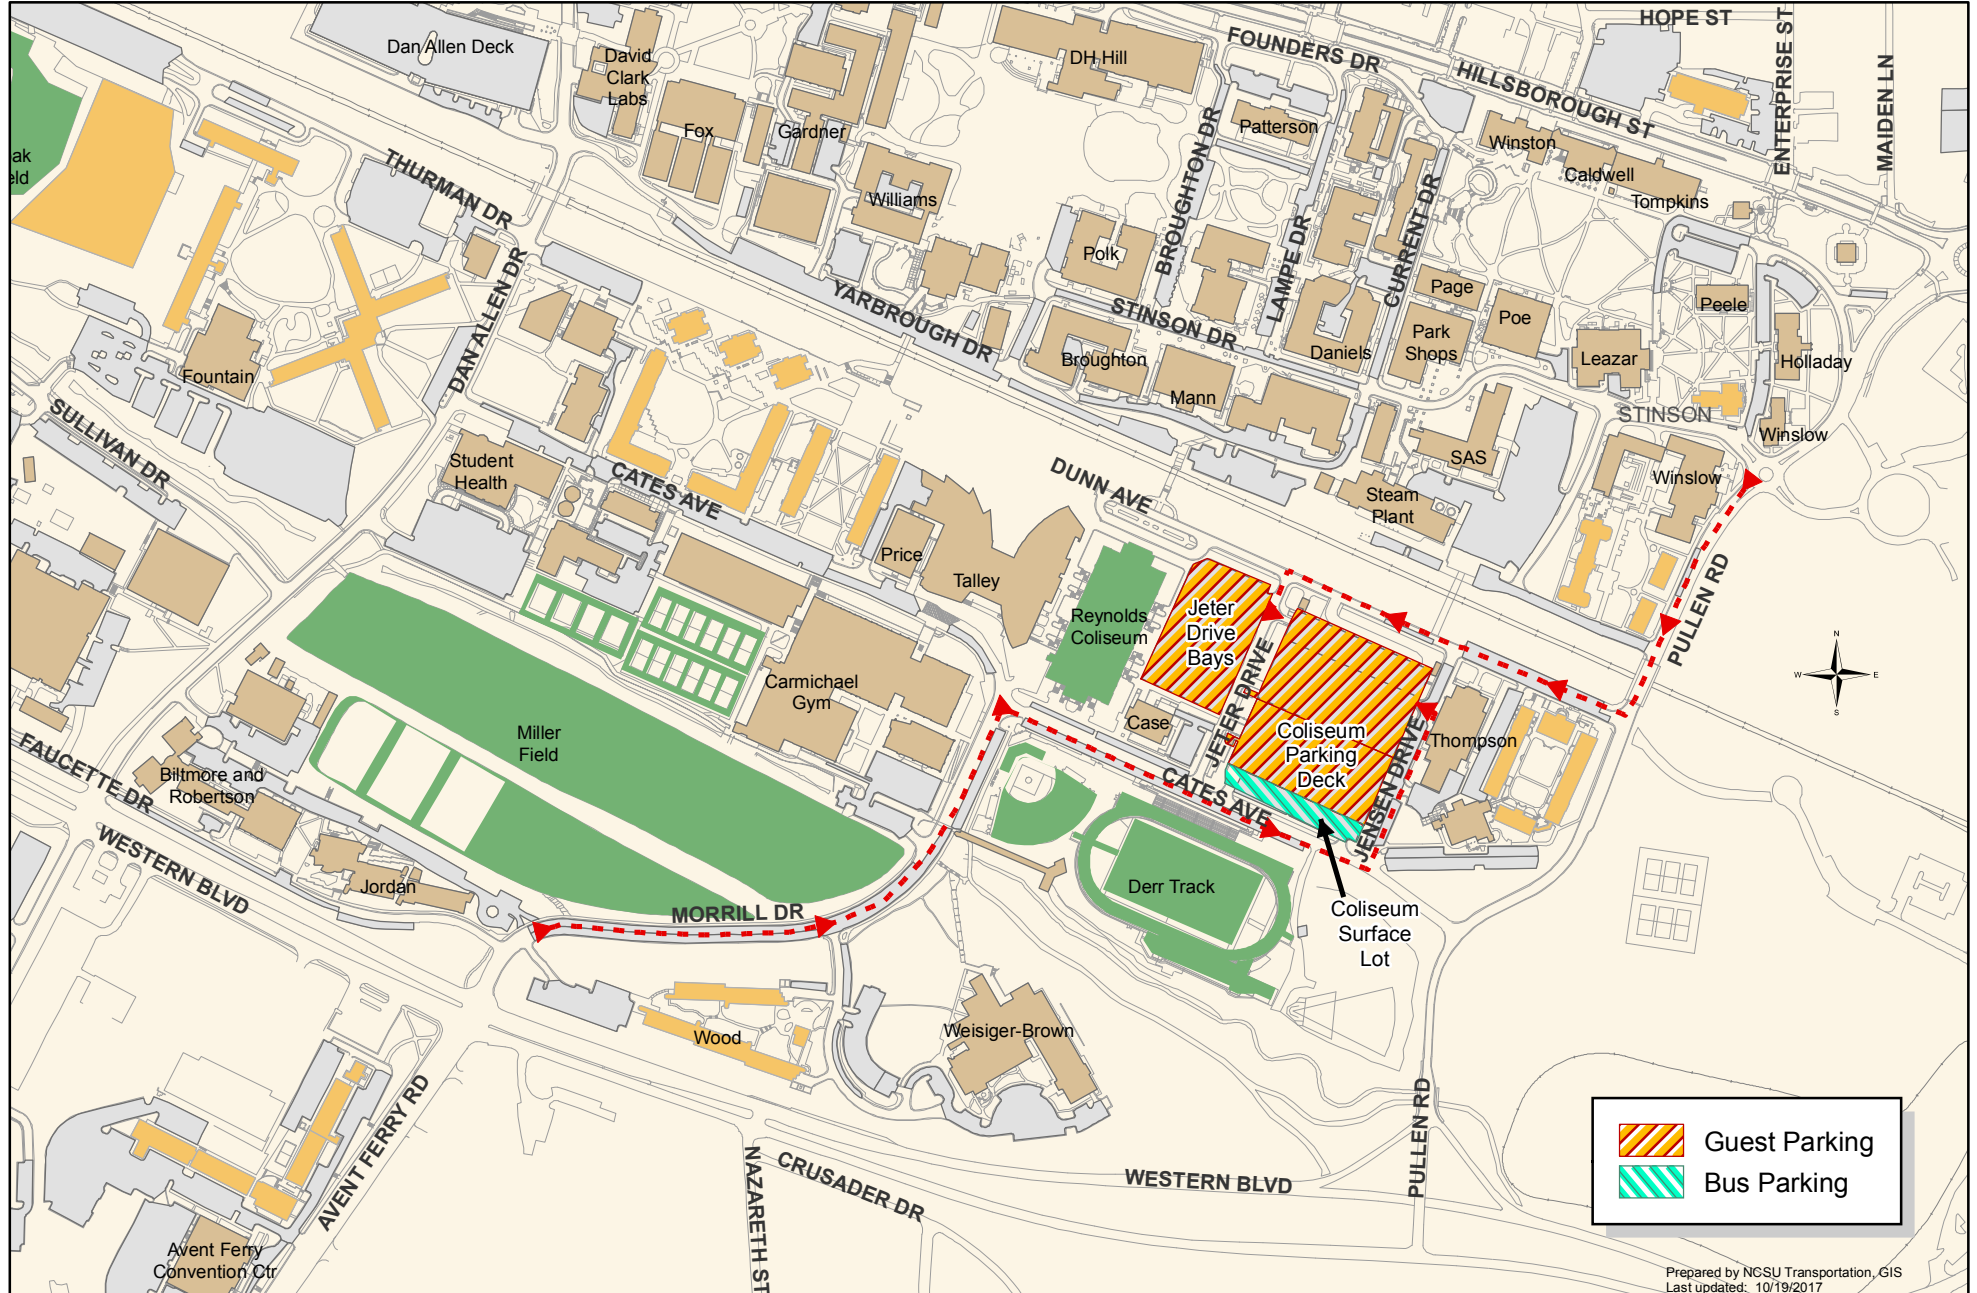 HOPE ST
Dan Allen Deck
David
Clark
Labs
DH Hill
FOUNDERS DR
HILLSBOROUGH ST
ENTERPRISE ST
MAIDEN LN
Fox
Gardner
Patterson
Winston
Caldwell
Tompkins
ak
eld
THURMAN DR
Williams
BROUGHTON DR
LAMPE DR
CURRENT DR
Polk
Page
Poe
Peele
Park
Shops
Leazar
Holladay
YARBROUGH DR
STINSON DR
Broughton
Daniels
Mann
DAN ALLEN DR
Fountain
STINSON
Winslow
SULLIVAN DR
Student
Health
CATES AVE
DUNN AVE
SAS
Steam
Plant
Winslow
Price
Talley
Reynolds
Coliseum
Jeter
Drive
Bays
PULLEN RD
N
W
E
S
Carmichael
Gym
Miller
Field
Case
JETER DRIVE
Coliseum
Parking
Deck
JENSEN DRIVE
Thompson
FAUCETTE DR
Biltmore and
Robertson
CATES AVE
WESTERN BLVD
Jordan
MORRILL DR
Derr Track
Coliseum
Surface
Lot
Wood
Weisiger-Brown
AVENT FERRY RD
PULLEN RD
Guest Parking
Bus Parking
NAZARETH ST
CRUSADER DR
WESTERN BLVD
Avent Ferry
Convention Ctr
Prepared by NCSU Transportation, GIS
Last updated: 10/19/2017